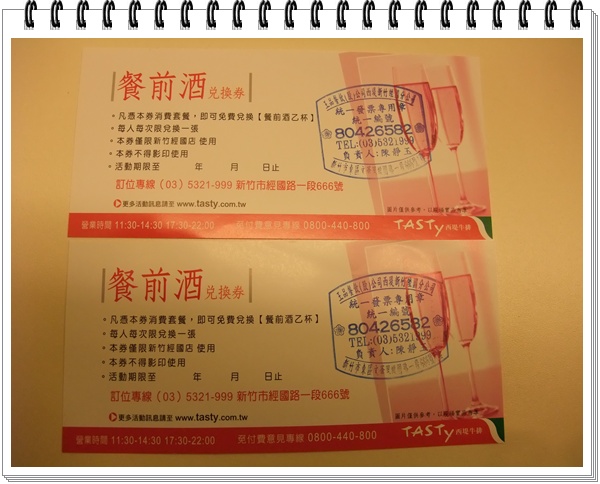 餐前酒 兌換券
• 凡憑本券消費套餐，即可免費兌換【餐前酒乙杯】
• 每人每次限兌換一張
• 本券僅限新竹經國店 使用
• 本券不得影印使用
• 活動期限至 年 月 日止
訂位專線（03）5321-999 新竹市經國路一段666號
更多活動訊息請至 www.tasty.com.tw
營業時間 11:30-14:30 17:30-22:00 受付費意見專線 0800-440-800
統一發票專用章
統一編號
80426582
TEL:(03)5321999
負責人:陳靜玉
TASTy 西堤牛排
餐前酒 兌換券
• 凡憑本券消費套餐，即可免費兌換【餐前酒乙杯】
• 每人每次限兌換一張
• 本券僅限新竹經國店 使用
• 本券不得影印使用
• 活動期限至 年 月 日止
訂位專線（03）5321-999 新竹市經國路一段666號
更多活動訊息請至 www.tasty.com.tw
營業時間 11:30-14:30 17:30-22:00 受付費意見專線 0800-440-800
統一發票專用章
統一編號
80426582
TEL:(03)5321999
負責人:陳靜玉
TASTy 西堤牛排